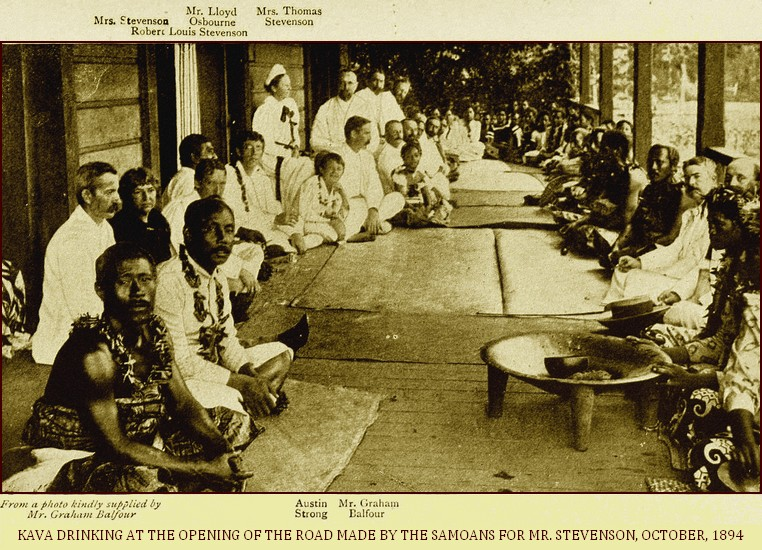 Mr. Lloyd Mrs. Thomas
Mrs. Stevenson Osbourne Stevenson
Robert Louis Stevenson
From a photo kindly supplied by
Mr. Graham Balfour
Austin Mr. Graham
Strong Balfour
KAVA DRINKING AT THE OPENING OF THE ROAD MADE BY THE SAMOANS FOR MR. STEVENSON, OCTOBER, 1894